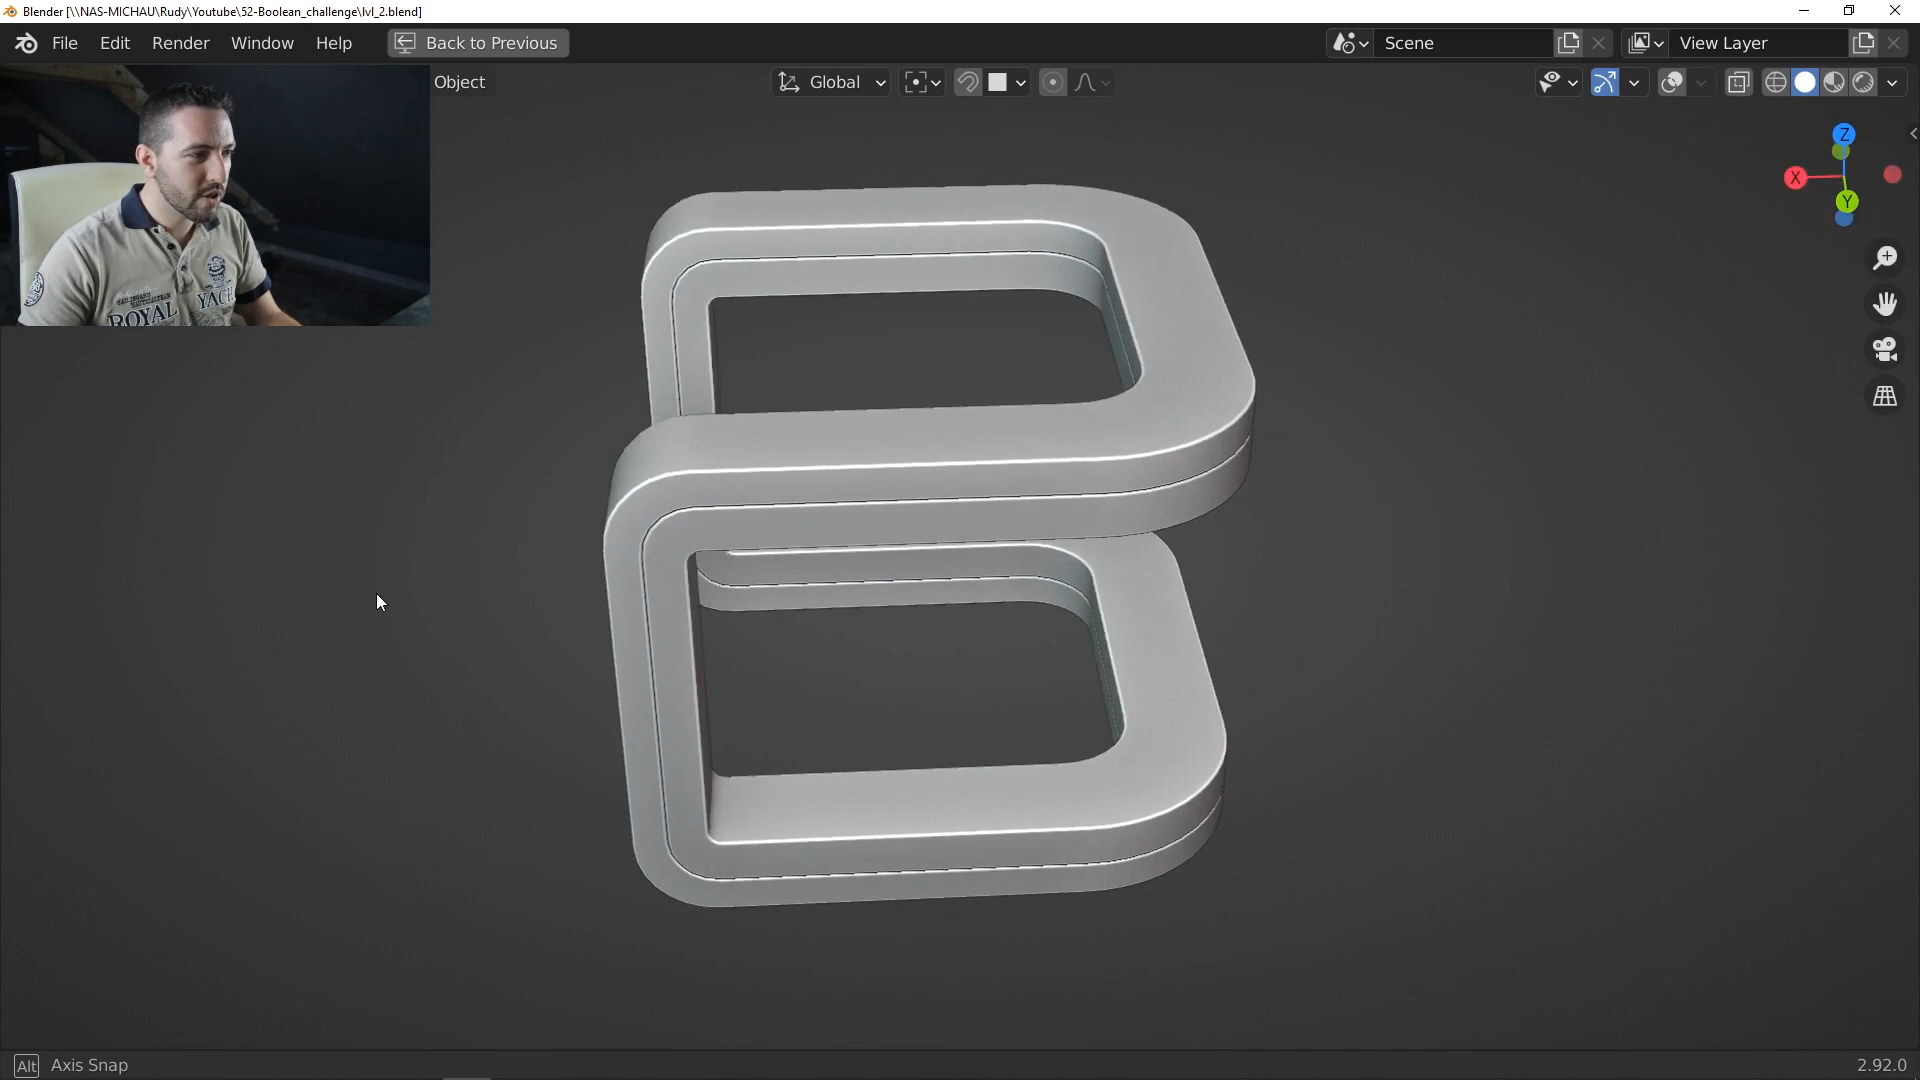 Blender [\\NAS-MICHAU\Rudy\Youtube\52-Boolean_challenge\lvl_2.blend]
File Edit Render Window Help Back to Previous Scene View Layer
Object Global
Z
X
Y
ROYAL YACH
Alt Axis Snap 2.92.0